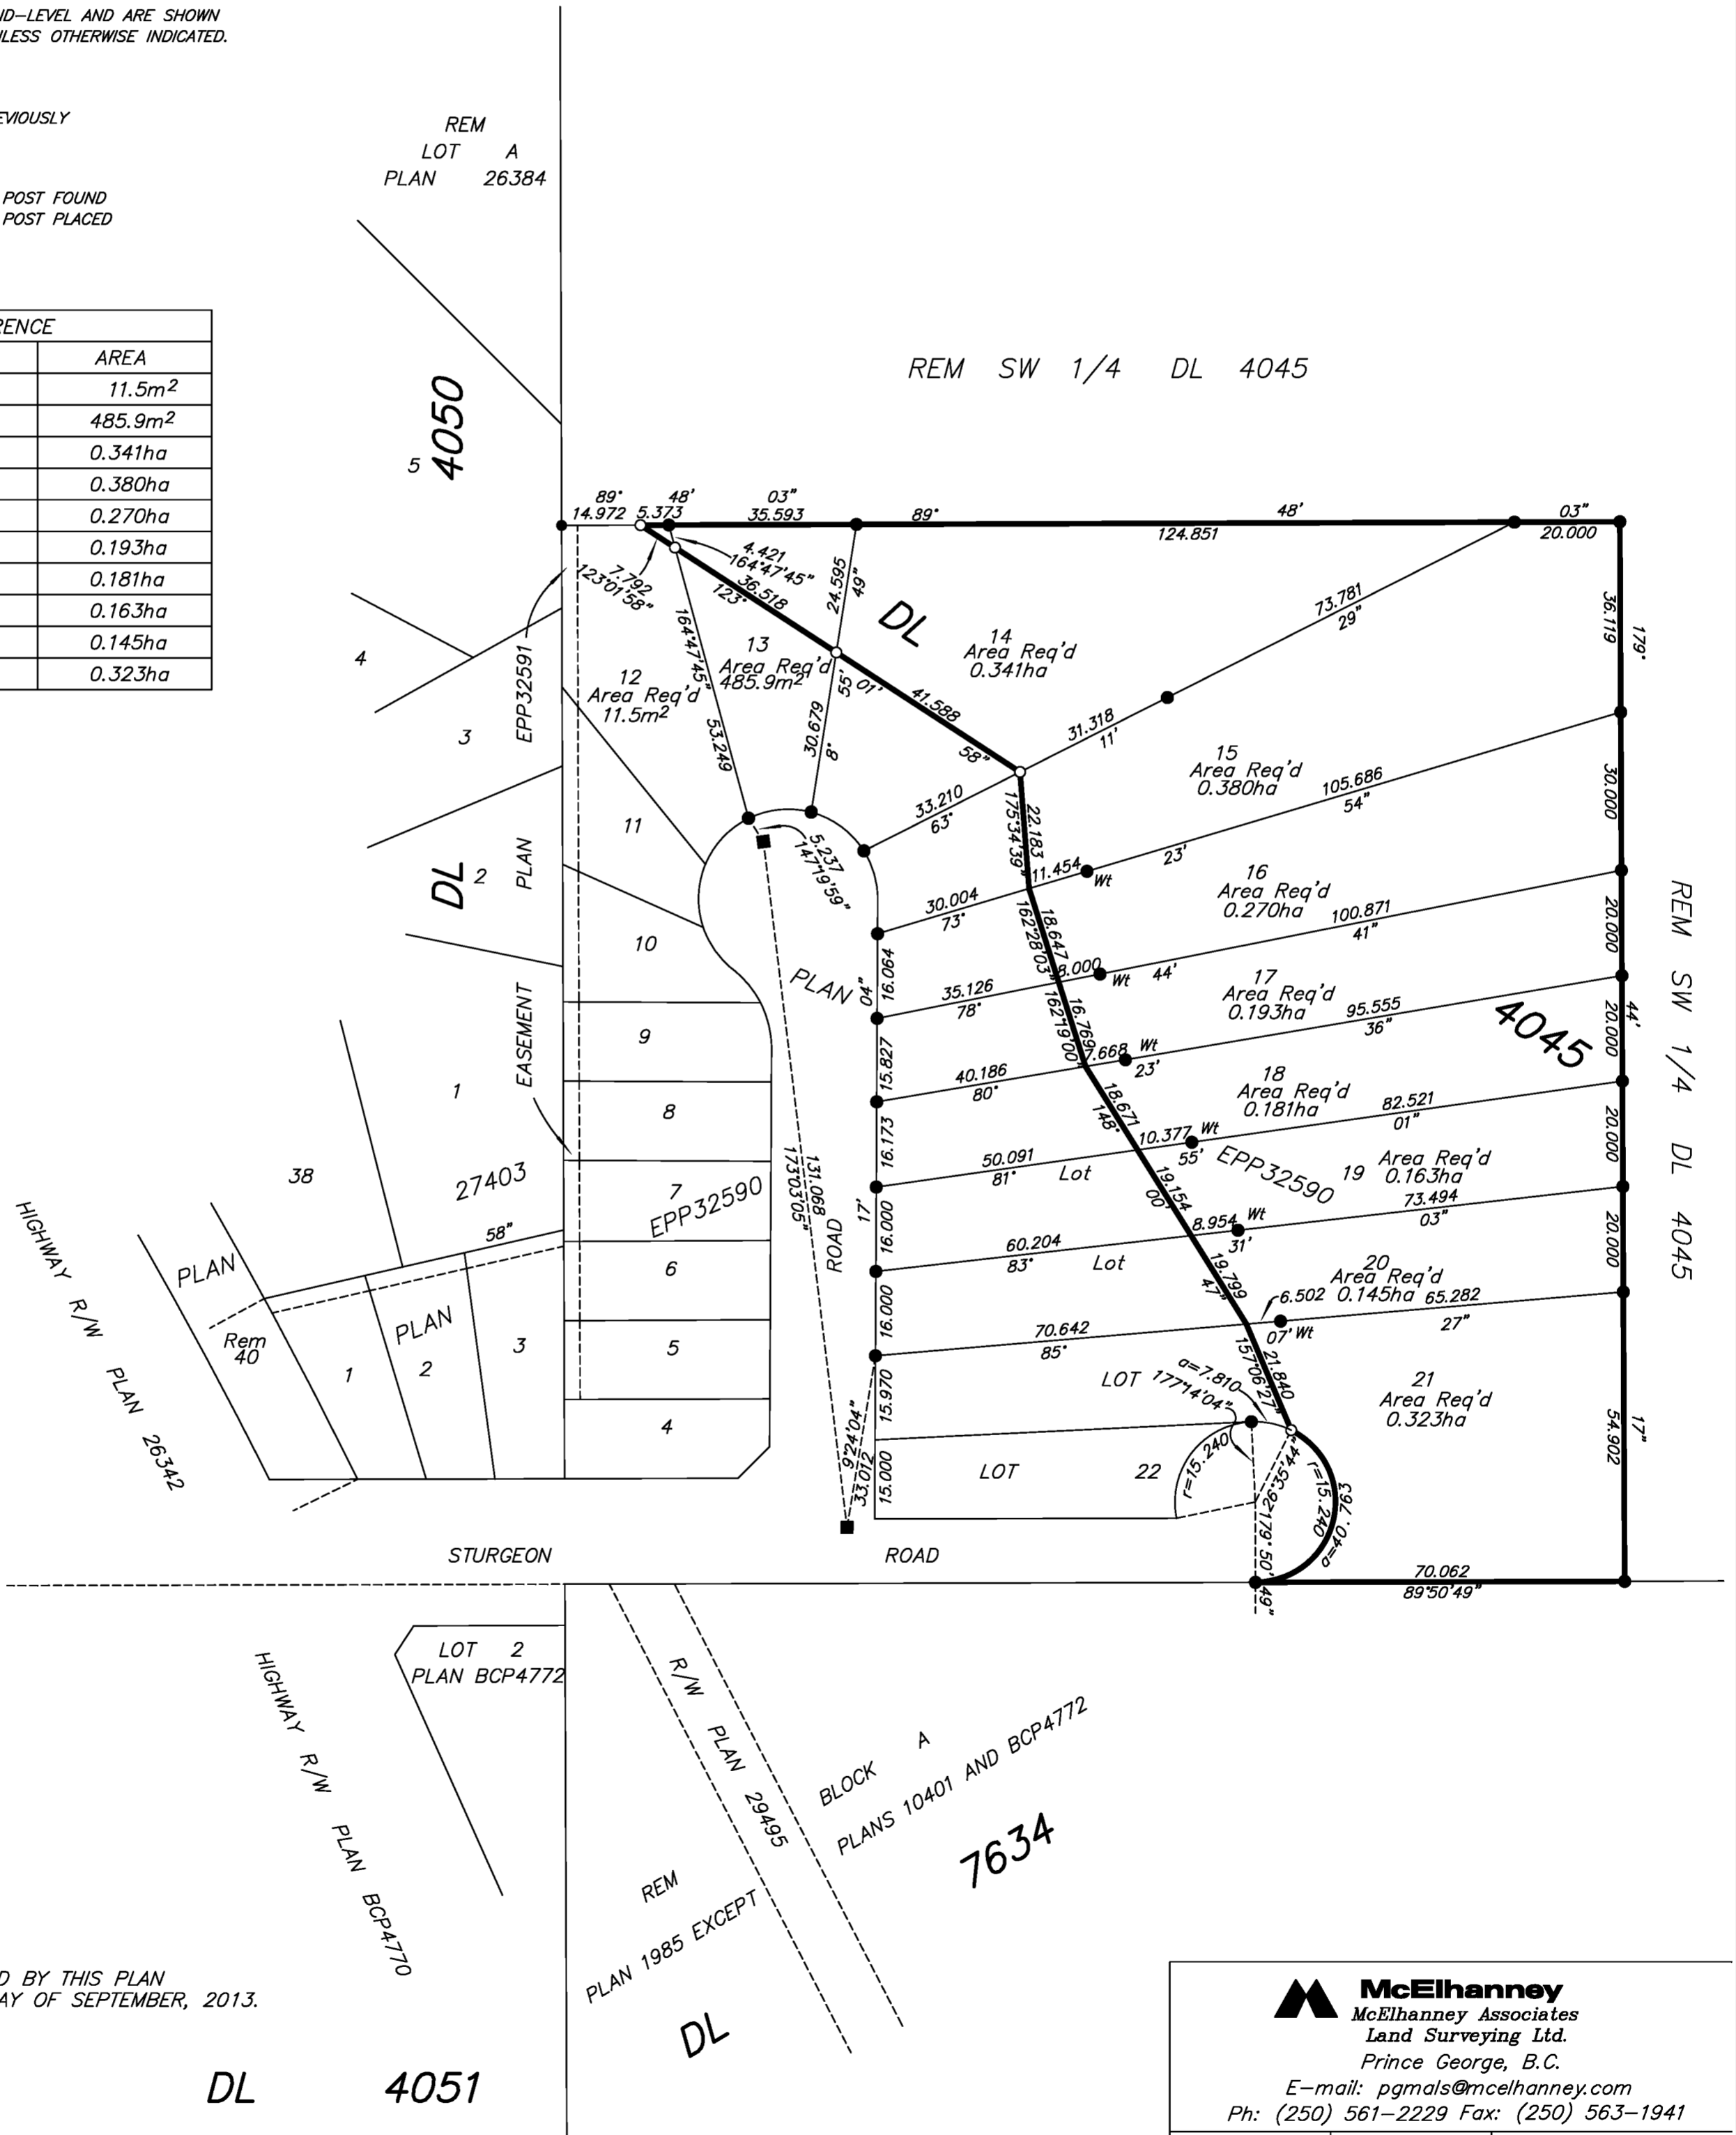 ID-LEVEL AND ARE SHOWN
LESS OTHERWISE INDICATED.
EVIOUSLY
POST FOUND
POST PLACED
RENCE
AREA
11.5m²
485.9m²
0.341ha
0.380ha
0.270ha
0.193ha
0.181ha
0.163ha
0.145ha
0.323ha
REM
LOT A
PLAN 26384
REM SW 1/4 DL 4045
5
4050
DL
89° 48' 03"
14.972 5.373 35.593
89° 48' 03"
124.851 20.000
4.421
164°47'45"
7.792
123°01'58"
36.518
123°
24.595
49"
DL
14
Area Req'd
0.341ha
73.781
29"
36.119
179°
4
3
2
1
EASEMENT PLAN EPP32591
12
Area Req'd
11.5m²
164°47'45"
53.249
13
Area Req'd
485.9m²
55'
01'
30.679
8°
41.588
58"
31.318
11'
15
Area Req'd
0.380ha
105.686
54"
30.000
11
33.210
63°
22.183
175°34'39"
5.237
147°19'59"
11.454
Wt
23'
16
Area Req'd
0.270ha
100.871
41"
20.000
REM SW 1/4 DL 4045
30.004
73°
18.647
162°28'03"
10
PLAN
04"
16.064
8.000
Wt
44'
17
Area Req'd
0.193ha
95.555
36"
4045
44'
20.000
35.126
78°
16.769
162°19'00"
9
15.827
7.668
Wt
23'
18
Area Req'd
0.181ha
82.521
01"
20.000
40.186
80°
18.671
148°
8
16.173
10.377
Wt
55'
EPP32590
19 Area Req'd
0.163ha
73.494
03"
20.000
50.091
81°
Lot
19.154
00'
38
27403
58"
7
EPP32590
131.068
173°03'05"
ROAD
17'
16.000
8.954
Wt
31'
60.204
83°
Lot
19.799
47"
20
Area Req'd
0.145ha
6.502
65.282
07'
Wt
27"
HIGHWAY R/W PLAN 26342
PLAN
Rem
40
PLAN
1
2
3
6
5
4
16.000
70.642
85°
21.840
157°06'27"
15.970
LOT
a=7.810
177°14'04"
21
Area Req'd
0.323ha
54.902
17"
9°24'04"
33.012
15.000
LOT 22
r=15.240
26°35'44"
r=15.240
a=40.763
179°50'49"
STURGEON ROAD
70.062
89°50'49"
LOT 2
PLAN BCP4772
HIGHWAY R/W PLAN BCP4770
R/W PLAN 29495
BLOCK A
PLANS 10401 AND BCP4772
7634
REM
PLAN 1985 EXCEPT
DL
D BY THIS PLAN
AY OF SEPTEMBER, 2013.
DL 4051
McElhanney
McElhanney Associates
Land Surveying Ltd.
Prince George, B.C.
E-mail: pgmals@mcelhanney.com
Ph: (250) 561-2229 Fax: (250) 563-1941